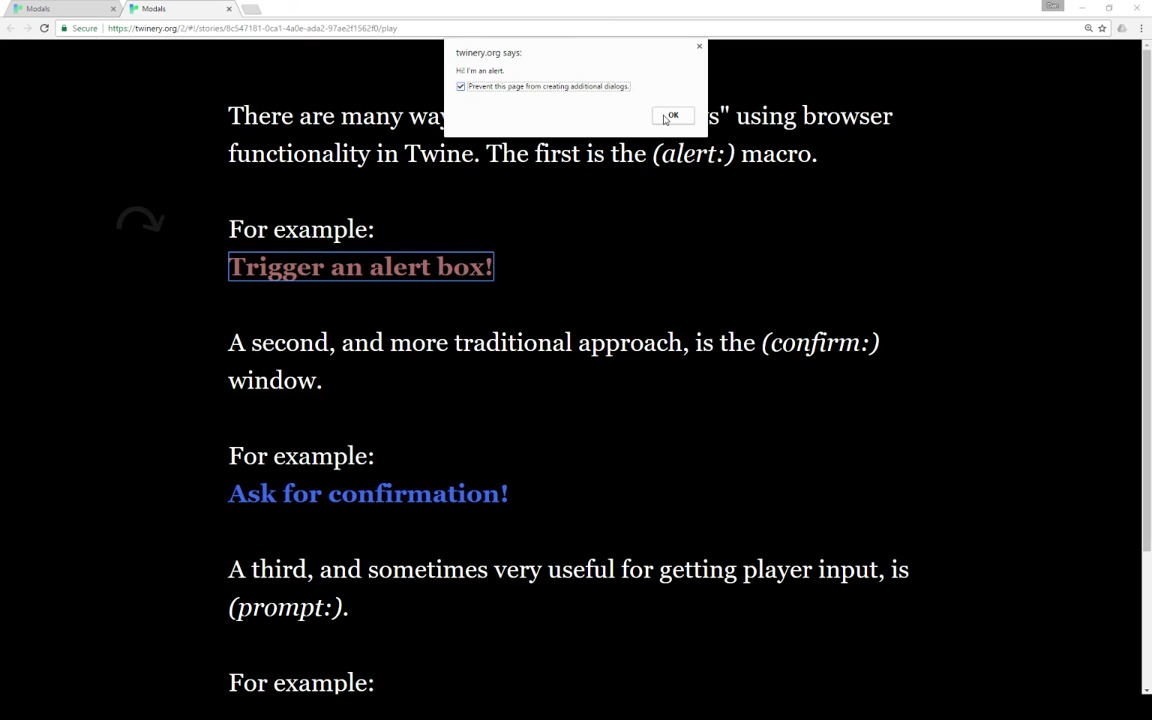 Modals
Modals
Secure
https://twinery.org/2/#!/stories/8c547181-0ca1-4a0e-ada2-97ae2f1562f0/play
twinery.org says:
Hi! I'm an alert.
Prevent this page from creating additional dialogs.
OK
There are many way s" using browser
functionality in Twine. The first is the (alert:) macro.
For example:
Trigger an alert box!
A second, and more traditional approach, is the (confirm:)
window.
For example:
Ask for confirmation!
A third, and sometimes very useful for getting player input, is
(prompt:).
For example: